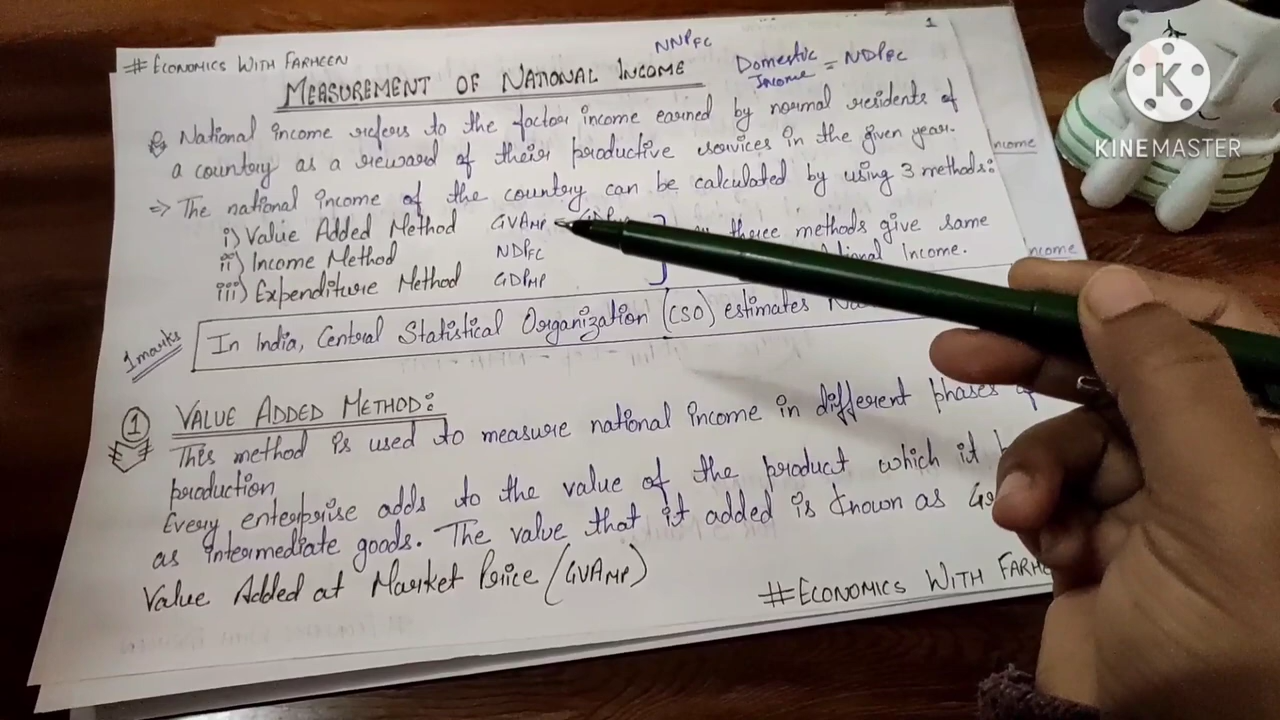 1
# ECONOMICS WITH FARHEEN
NNPFC
MEASUREMENT OF NATIONAL INCOME
Domestic Income = NDPFC
National income refers to the factor income earned by normal residents of
a country as a reward of their productive services in the given year.
ncome
⇒ The national income of the country can be calculated by using 3 methods:
i) Value Added Method GVAMP =
ii) Income Method NDPFC
iii) Expenditure Method GDPMP
these methods give same
Income.
ncome
1 marks
In India, Central Statistical Organization (CSO) estimates
1
VALUE ADDED METHOD:
This method is used to measure national income in different phases of
production
Every enterprise adds to the value of the product which it
as intermediate goods. The value that it added is known as
Value Added at Market Price (GVAMP)
# ECONOMICS WITH FARHE
K
KINEMASTER